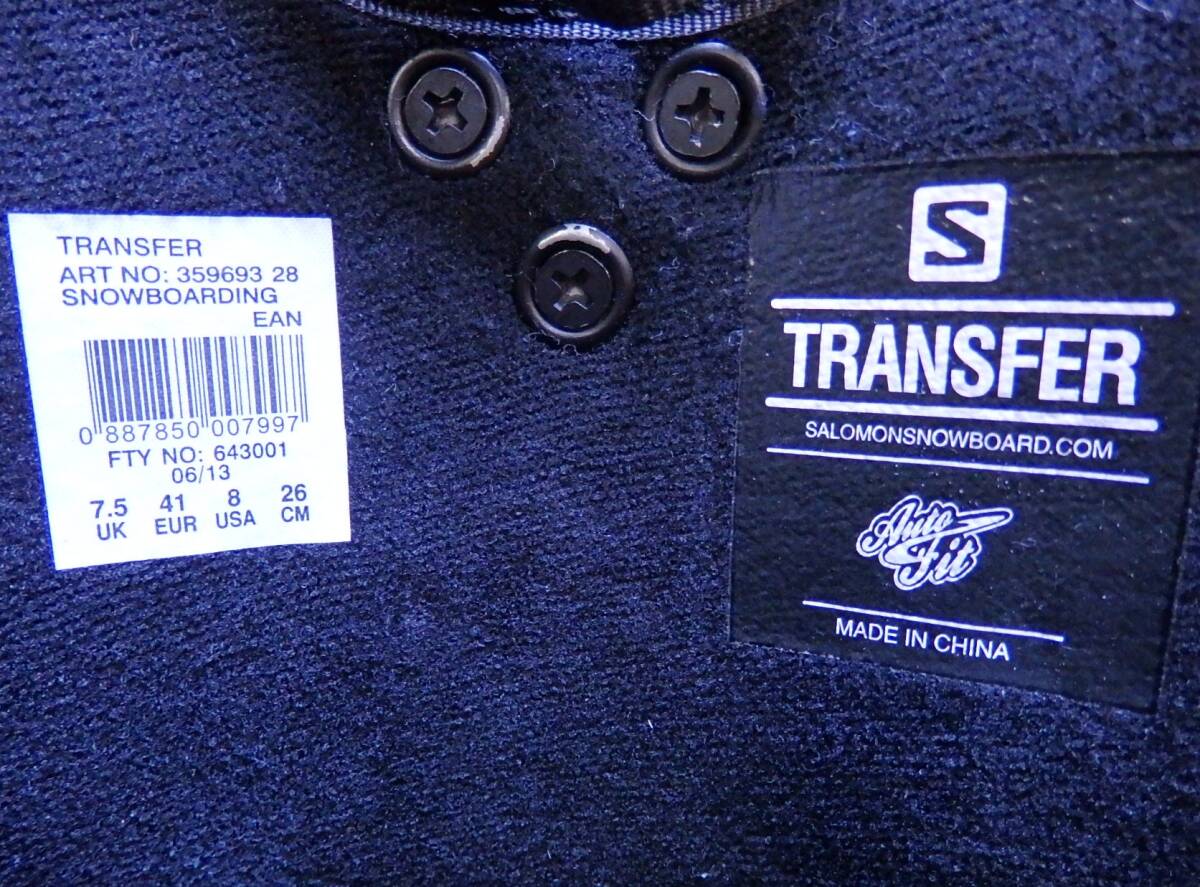 TRANSFER
ART NO: 359693 28
SNOWBOARDING
EAN
0 887850 007997
FTY NO: 643001
06/13
7.5 41 8 26
UK EUR USA CM
S
TRANSFER
SALOMONSNOWBOARD.COM
Auto
Fit
MADE IN CHINA